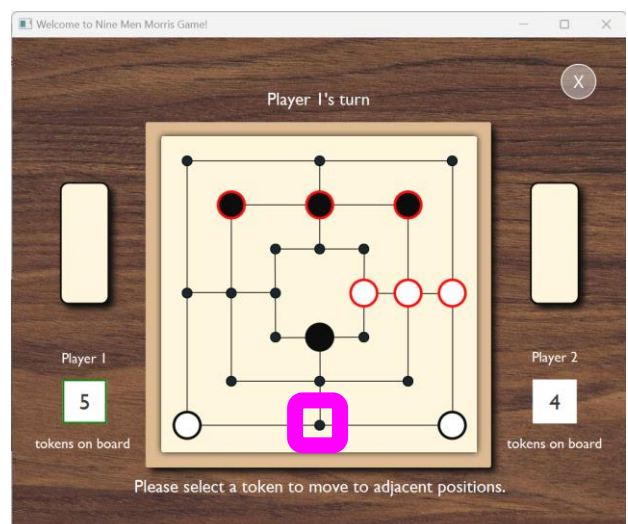 Welcome to Nine Men Morris Game!
X
Player 1's turn
Player 1
5
tokens on board
Player 2
4
tokens on board
Please select a token to move to adjacent positions.